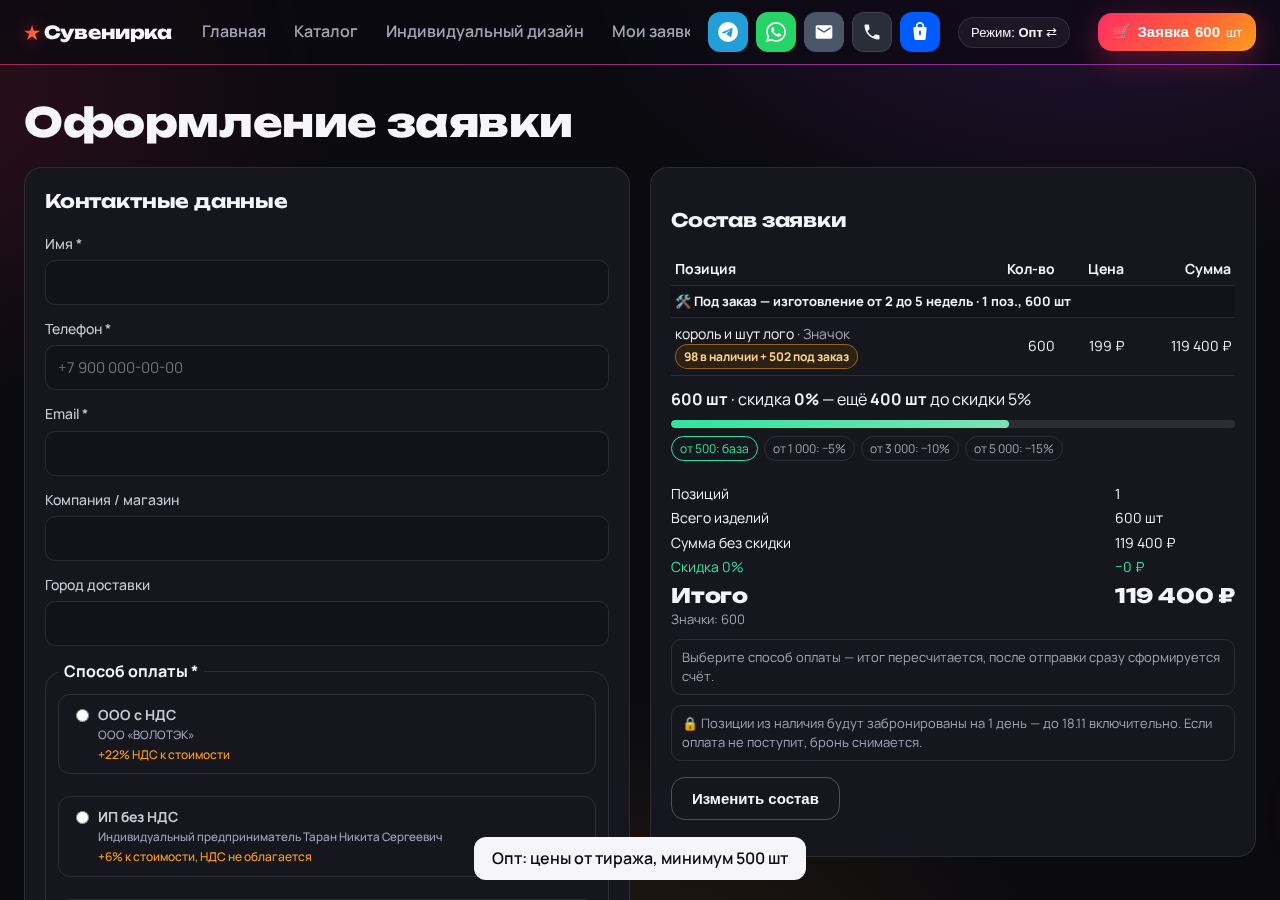 ★ Сувенирка
Главная
Каталог
Индивидуальный дизайн
Мои заявк
Режим: Опт ⇄
🛒 Заявка 600 шт
Оформление заявки
Контактные данные
Имя *
Телефон *
+7 900 000-00-00
Email *
Компания / магазин
Город доставки
Способ оплаты *
ООО с НДС
ООО «ВОЛОТЭК»
+22% НДС к стоимости
ИП без НДС
Индивидуальный предприниматель Таран Никита Сергеевич
+6% к стоимости, НДС не облагается
Состав заявки
Позиция Кол-во Цена Сумма
🛠️ Под заказ — изготовление от 2 до 5 недель · 1 поз., 600 шт
король и шут лого · Значок
98 в наличии + 502 под заказ
600 199 ₽ 119 400 ₽
600 шт · скидка 0% — ещё 400 шт до скидки 5%
от 500: база
от 1 000: −5%
от 3 000: −10%
от 5 000: −15%
Позиций 1
Всего изделий 600 шт
Сумма без скидки 119 400 ₽
Скидка 0% −0 ₽
Итого 119 400 ₽
Значки: 600
Выберите способ оплаты — итог пересчитается, после отправки сразу сформируется
счёт.
🔒 Позиции из наличия будут забронированы на 1 день — до 18.11 включительно. Если
оплата не поступит, бронь снимается.
Изменить состав
Опт: цены от тиража, минимум 500 шт